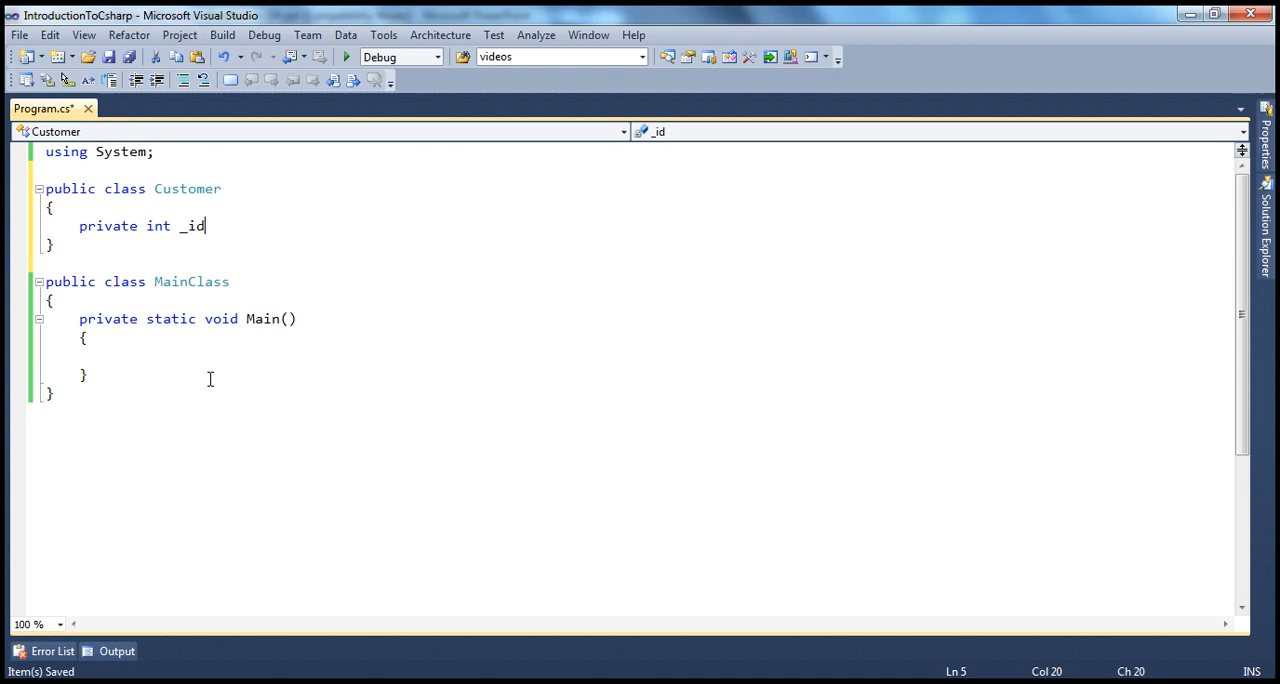 IntroductionToCsharp - Microsoft Visual Studio
File Edit View Refactor Project Build Debug Team Data Tools Architecture Test Analyze Window Help
Debug videos
Program.cs*
Customer _id
using System;
public class Customer
{
private int _id
}
public class MainClass
{
private static void Main()
{
}
}
Properties
Solution Explorer
100 %
Error List Output
Item(s) Saved Ln 5 Col 20 Ch 20 INS